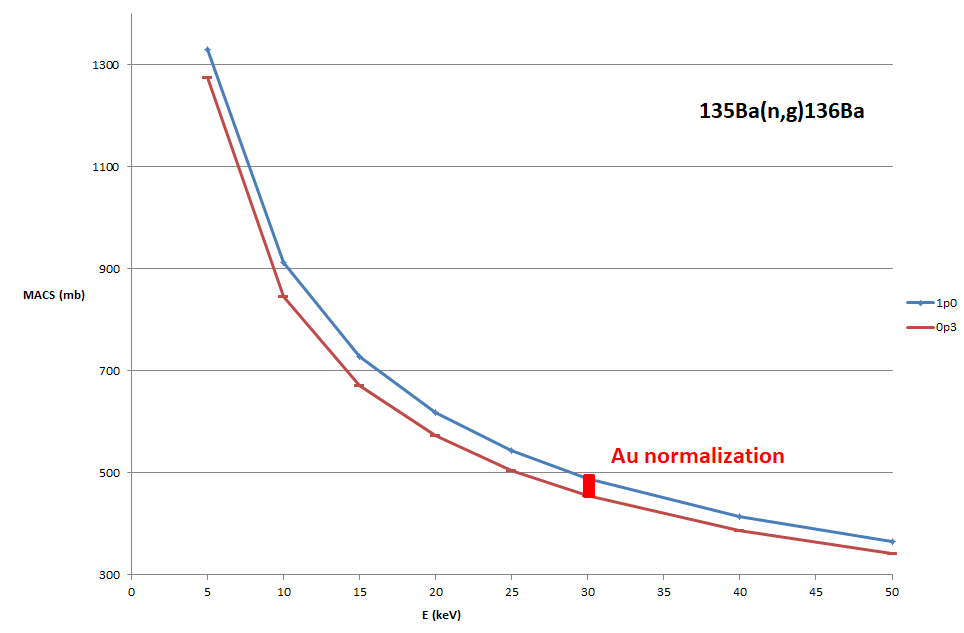 135Ba(n,g)136Ba
1300
1100
900
MACS (mb)
1p0
0p3
700
500
Au normalization
300
0 5 10 15 20 25 30 35 40 45 50
E (keV)